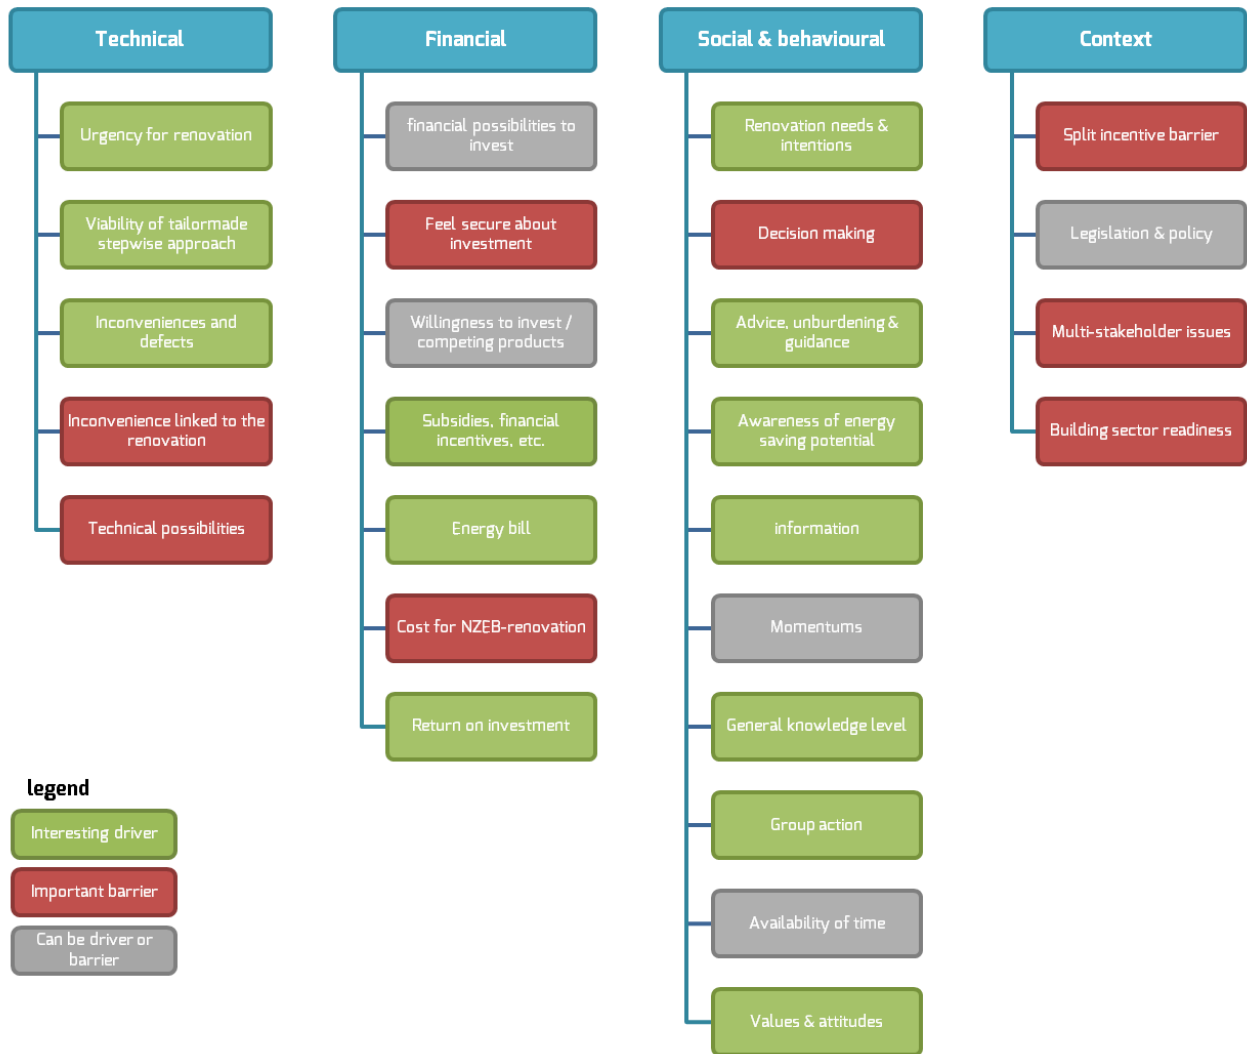 Technical
Urgency for renovation
Viability of tailormade
stepwise approach
Inconveniences and
defects
Inconvenience linked to the
renovation
Technical possibilities
Financial
financial possibilities to
invest
Feel secure about
investment
Willingness to invest /
competing products
Subsidies, financial
incentives, etc.
Energy bill
Cost for NZEB-renovation
Return on investment
Social & behavioural
Renovation needs &
intentions
Decision making
Advice, unburdening &
guidance
Awareness of energy
saving potential
information
Momentums
General knowledge level
Group action
Availability of time
Values & attitudes
Context
Split incentive barrier
Legislation & policy
Multi-stakeholder issues
Building sector readiness
legend
Interesting driver
Important barrier
Can be driver or
barrier